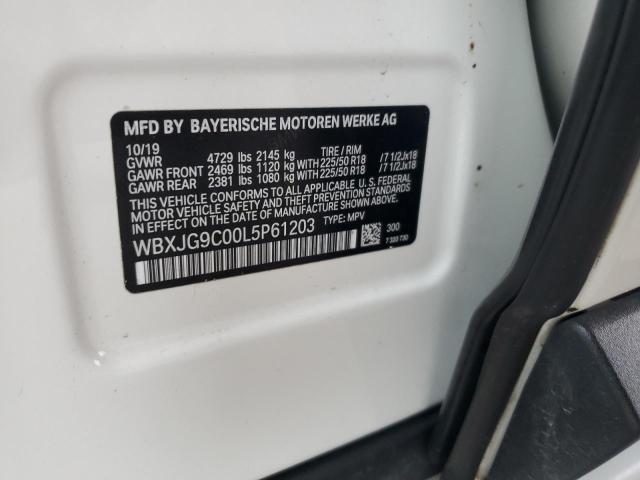 MFD BY BAYERISCHE MOTOREN WERKE AG
10/19 TIRE / RIM
GVWR 4729 lbs 2145 kg
GAWR FRONT 2469 lbs 1120 kg WITH 225/50 R18 /7 1/2Jx18
GAWR REAR 2381 lbs 1080 kg WITH 225/50 R18 /7 1/2Jx18
THIS VEHICLE CONFORMS TO ALL APPLICABLE U. S. FEDERAL
MOTOR VEHICLE SAFETY AND THEFT PREVENTION STANDARDS
IN EFFECT ON THE DATE OF MANUFACTURE SHOWN ABOVE.
WBXJG9C00L5P61203 TYPE: MPV
300
7 333 730